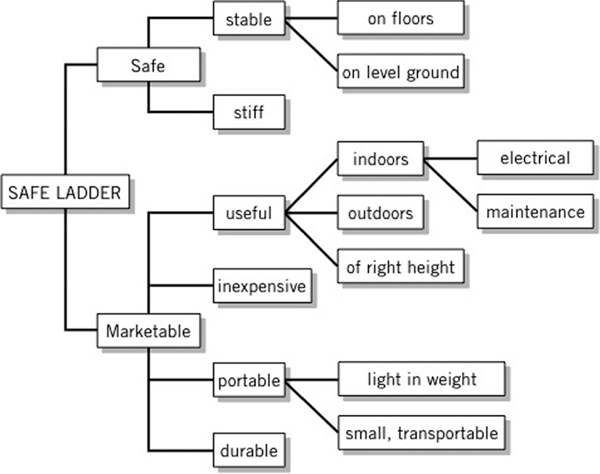 SAFE LADDER
Safe
stable
on floors
on level ground
stiff
Marketable
useful
indoors
electrical
maintenance
outdoors
of right height
inexpensive
portable
light in weight
small, transportable
durable